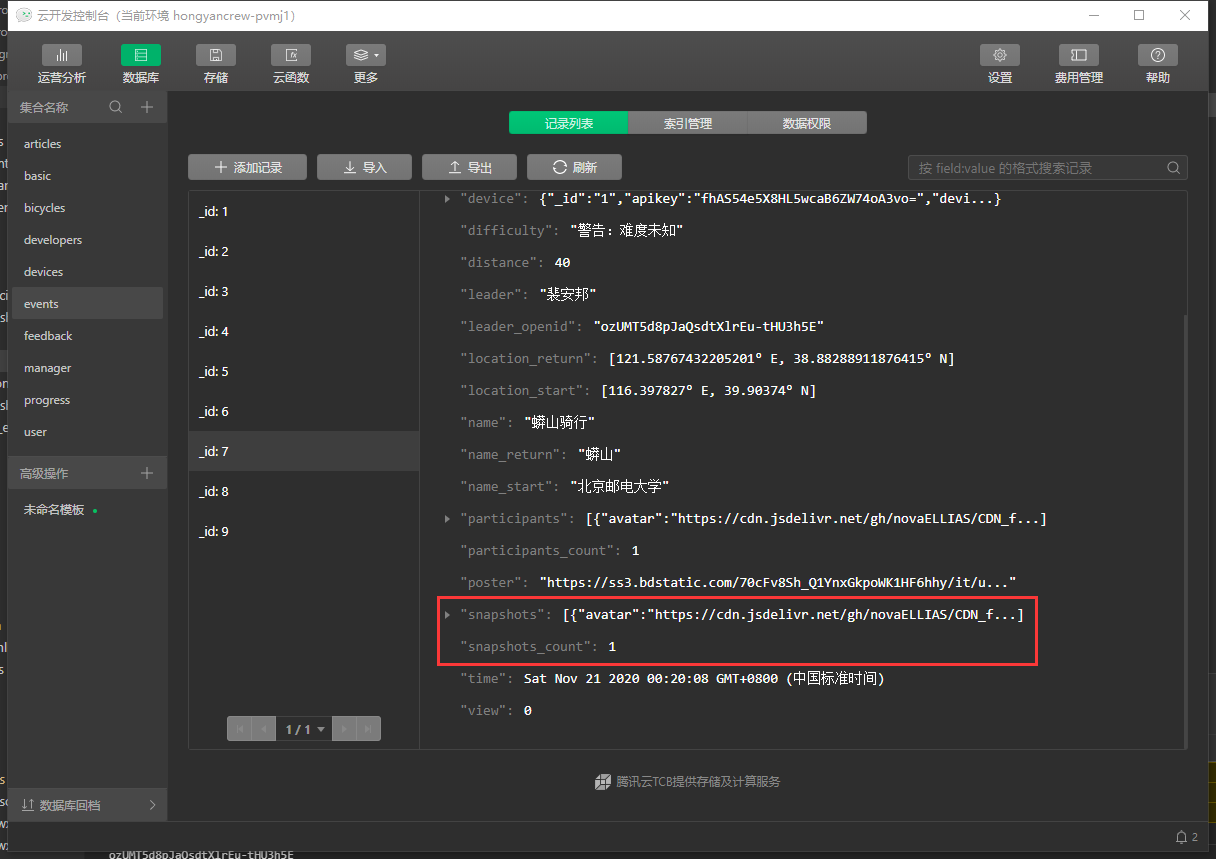 云开发控制台（当前环境 hongyancrew-pvmj1）
运营分析 数据库 存储 云函数 更多 设置 费用管理 帮助
集合名称
articles
basic
bicycles
developers
devices
events
feedback
manager
progress
user
高级操作
未命名模板
数据库回档
记录列表 索引管理 数据权限
添加记录 导入 导出 刷新 按 field:value 的格式搜索记录
_id: 1
_id: 2
_id: 3
_id: 4
_id: 5
_id: 6
_id: 7
_id: 8
_id: 9
1 / 1
"device": {"_id":"1","apikey":"fhAS54e5X8HL5wcaB6ZW74oA3vo=","devi...}
"difficulty": "警告：难度未知"
"distance": 40
"leader": "裴安邦"
"leader_openid": "ozUMT5d8pJaQsdtXlrEu-tHU3h5E"
"location_return": [121.58767432205201° E, 38.88288911876415° N]
"location_start": [116.397827° E, 39.90374° N]
"name": "蟒山骑行"
"name_return": "蟒山"
"name_start": "北京邮电大学"
"participants": [{"avatar":"https://cdn.jsdelivr.net/gh/novaELLIAS/CDN_f...]
"participants_count": 1
"poster": "https://ss3.bdstatic.com/70cFv8Sh_Q1YnxGkpoWK1HF6hhy/it/u..."
"snapshots": [{"avatar":"https://cdn.jsdelivr.net/gh/novaELLIAS/CDN_f...]
"snapshots_count": 1
"time": Sat Nov 21 2020 00:20:08 GMT+0800 (中国标准时间)
"view": 0
腾讯云TCB提供存储及计算服务
2
ozUMT5d8pJaQsdtXlrEu-tHU3h5E